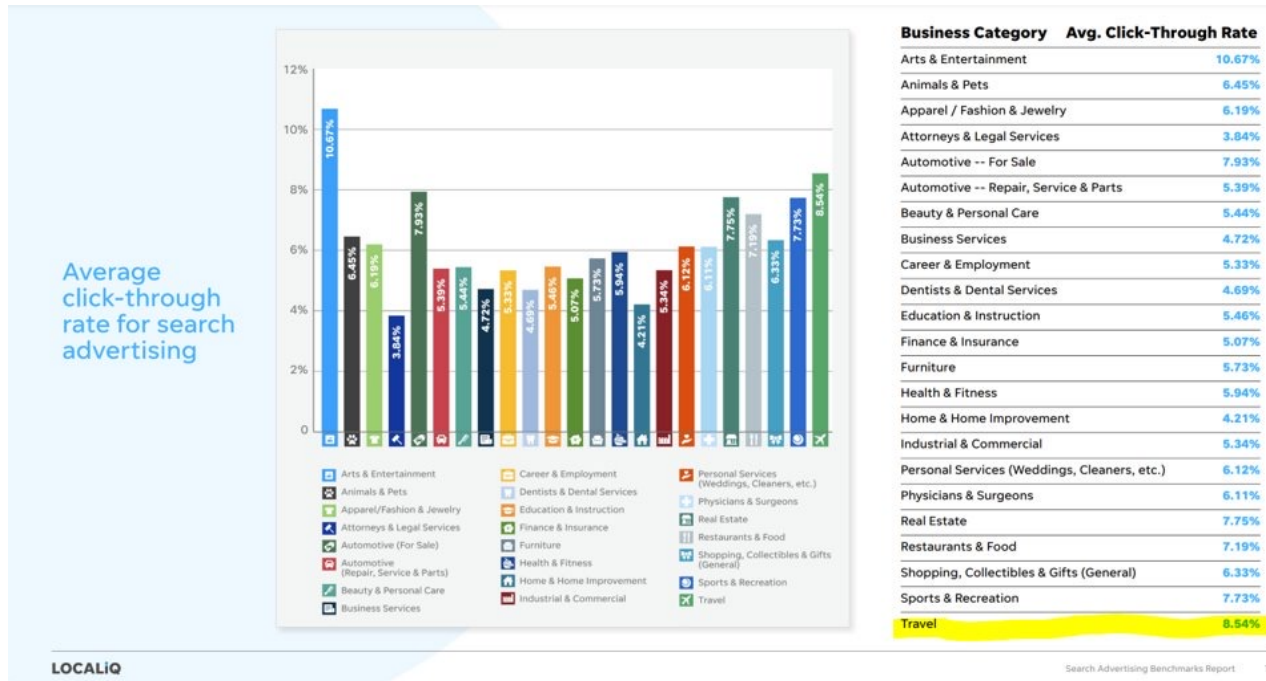 Average
click-through
rate for search
advertising
12%
10%
8%
6%
4%
2%
0
10.67%
6.45%
6.19%
3.84%
7.93%
5.39%
5.44%
4.72%
5.33%
4.69%
5.46%
5.07%
5.73%
5.94%
4.21%
5.34%
6.12%
6.11%
7.75%
7.19%
6.33%
7.73%
8.54%
Arts & Entertainment
Animals & Pets
Apparel/Fashion & Jewelry
Attorneys & Legal Services
Automotive (For Sale)
Automotive
(Repair, Service & Parts)
Beauty & Personal Care
Business Services
Career & Employment
Dentists & Dental Services
Education & Instruction
Finance & Insurance
Furniture
Health & Fitness
Home & Home Improvement
Industrial & Commercial
Personal Services
(Weddings, Cleaners, etc.)
Physicians & Surgeons
Real Estate
Restaurants & Food
Shopping, Collectibles & Gifts
(General)
Sports & Recreation
Travel
Business Category Avg. Click-Through Rate
Arts & Entertainment 10.67%
Animals & Pets 6.45%
Apparel / Fashion & Jewelry 6.19%
Attorneys & Legal Services 3.84%
Automotive -- For Sale 7.93%
Automotive -- Repair, Service & Parts 5.39%
Beauty & Personal Care 5.44%
Business Services 4.72%
Career & Employment 5.33%
Dentists & Dental Services 4.69%
Education & Instruction 5.46%
Finance & Insurance 5.07%
Furniture 5.73%
Health & Fitness 5.94%
Home & Home Improvement 4.21%
Industrial & Commercial 5.34%
Personal Services (Weddings, Cleaners, etc.) 6.12%
Physicians & Surgeons 6.11%
Real Estate 7.75%
Restaurants & Food 7.19%
Shopping, Collectibles & Gifts (General) 6.33%
Sports & Recreation 7.73%
Travel 8.54%
LOCALiQ
Search Advertising Benchmarks Report